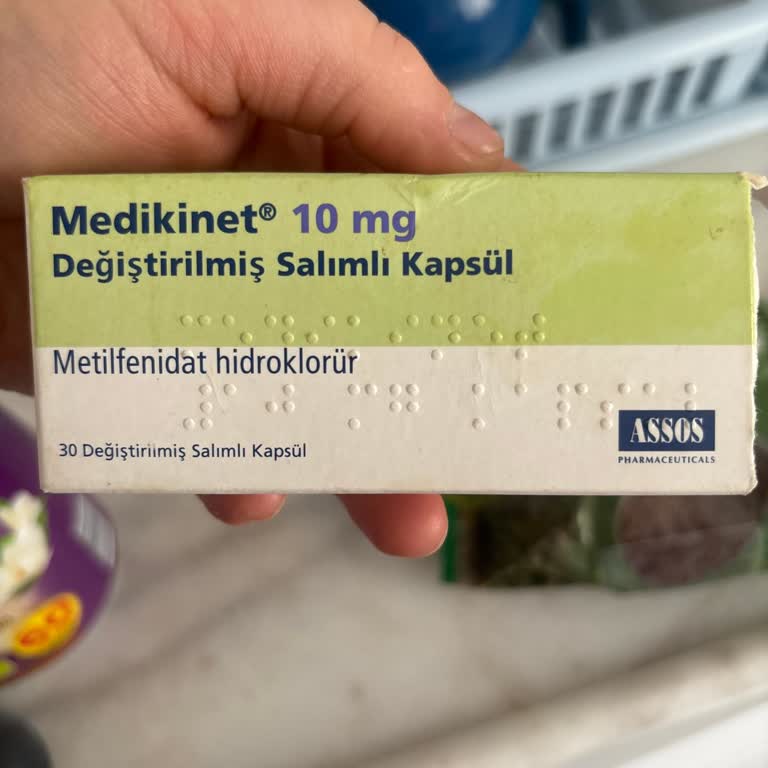 Medikinet® 10 mg
Değiştirilmiş Salımlı Kapsül
Metilfenidat hidroklorür
30 Değiştirilmiş Salımlı Kapsül
ASSOS
PHARMACEUTICALS